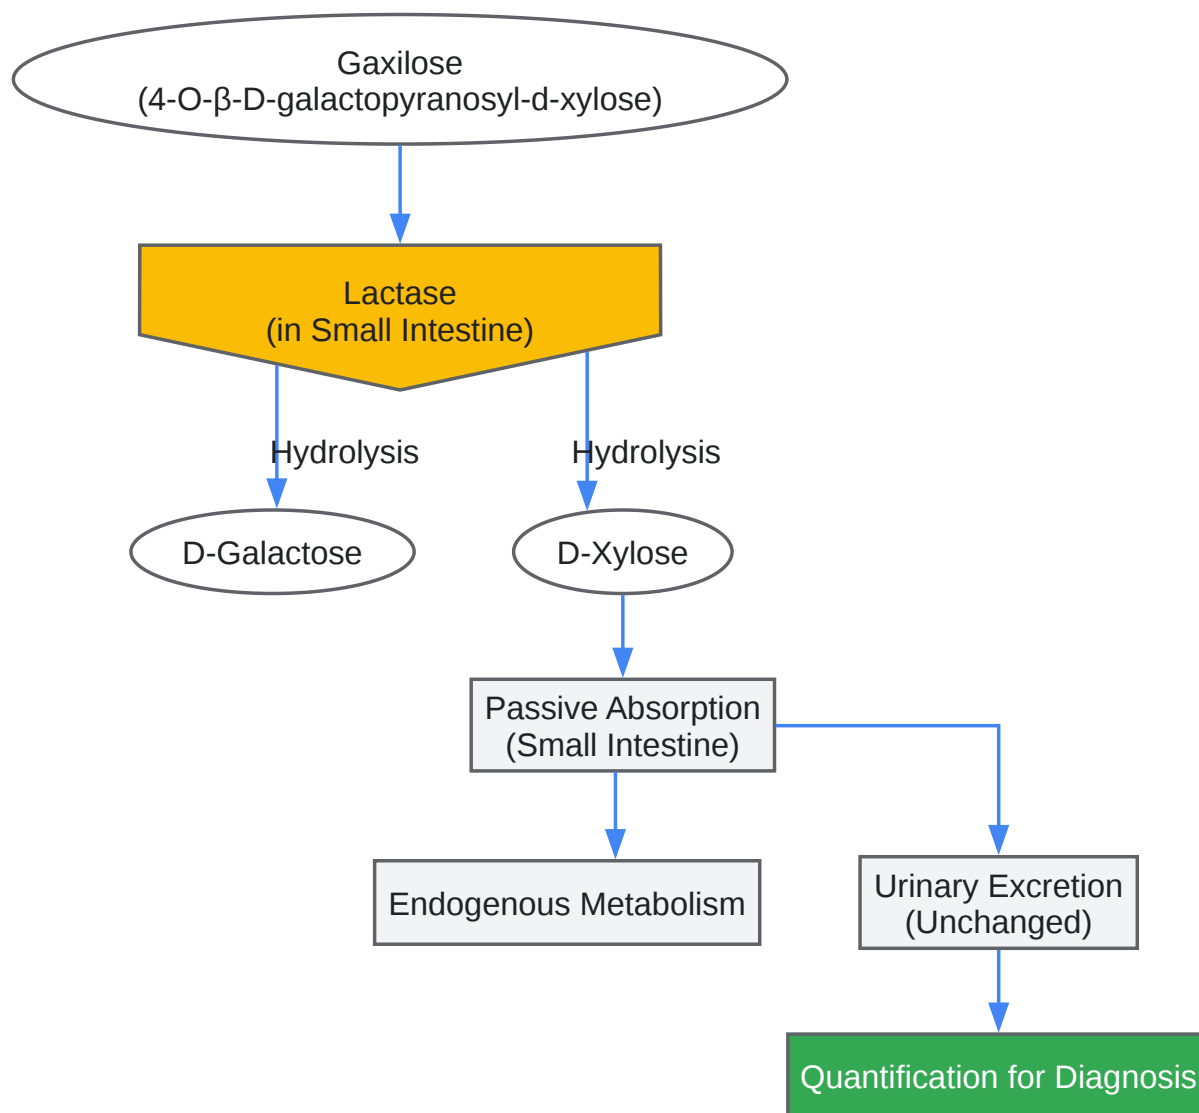 Gaxilose
(4-O-β-D-galactopyranosyl-d-xylose)
Lactase
(in Small Intestine)
Hydrolysis
Hydrolysis
D-Galactose
D-Xylose
Passive Absorption
(Small Intestine)
Endogenous Metabolism
Urinary Excretion
(Unchanged)
Quantification for Diagnosis